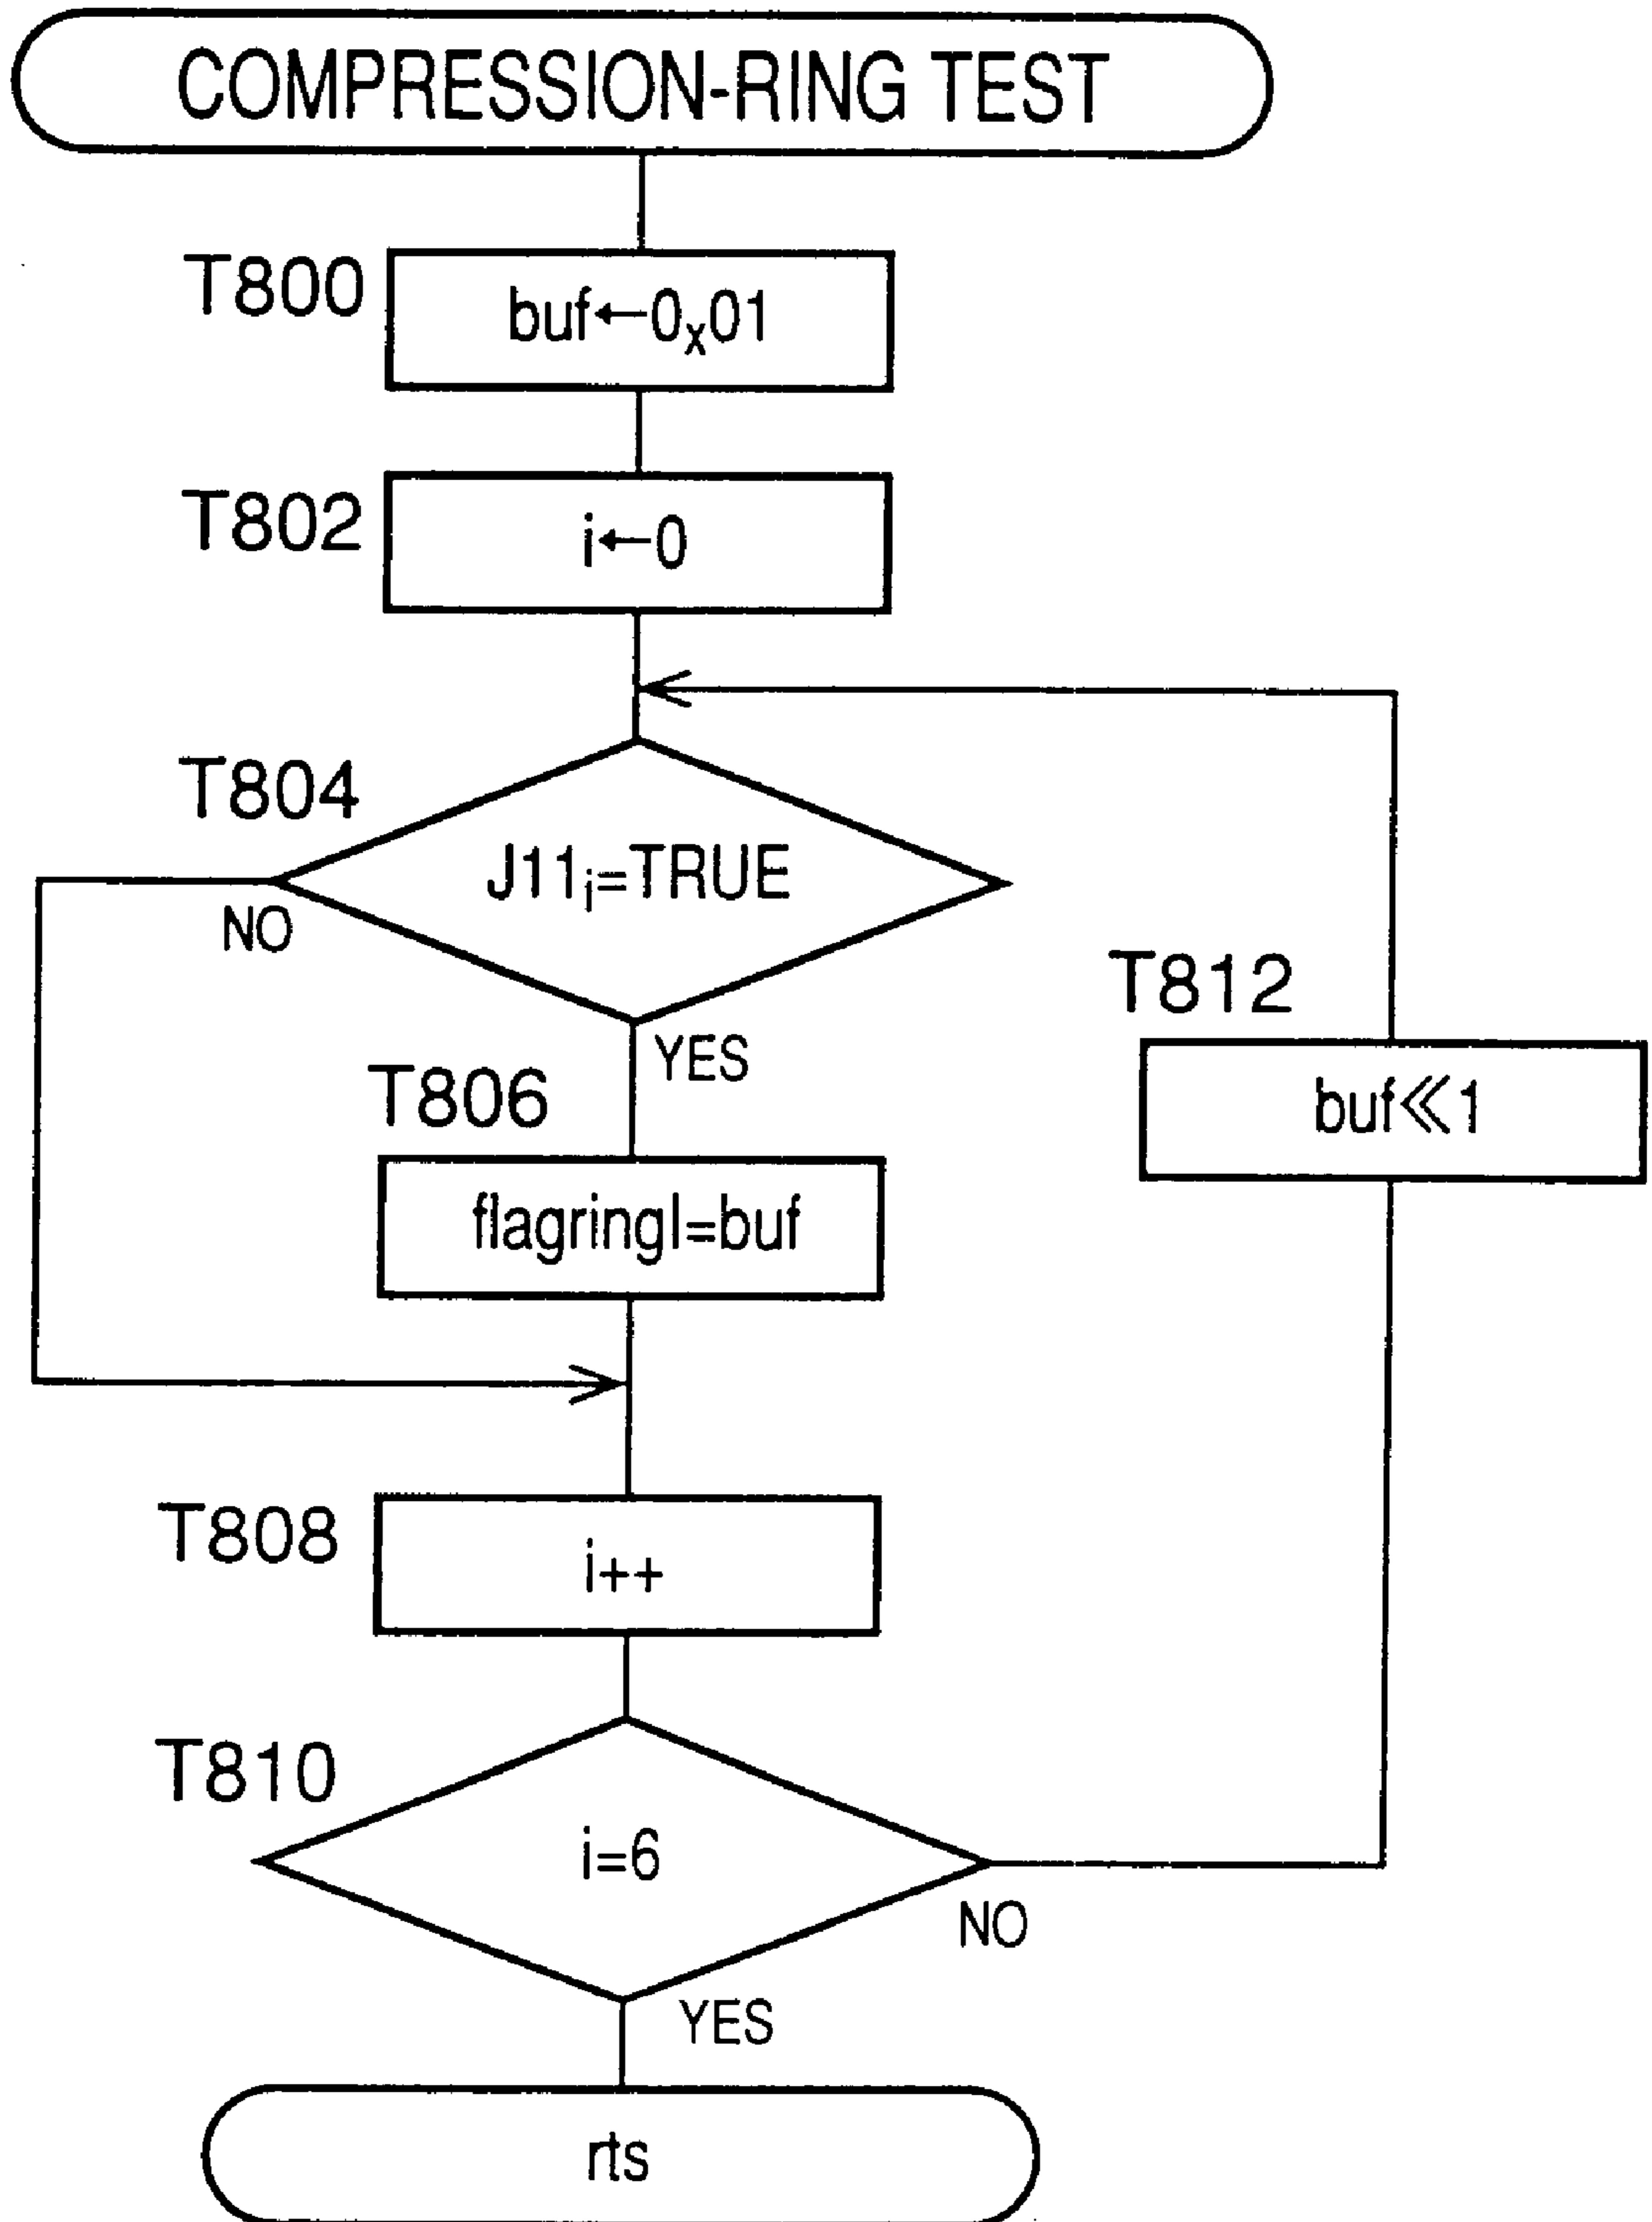 COMPRESSION-RING TEST
T800
buf←0x01
T802
i←0
T804
J11i=TRUE
NO
YES
T812
buf≪1
T806
flagringl=buf
T808
i++
T810
i=6
NO
YES
rts